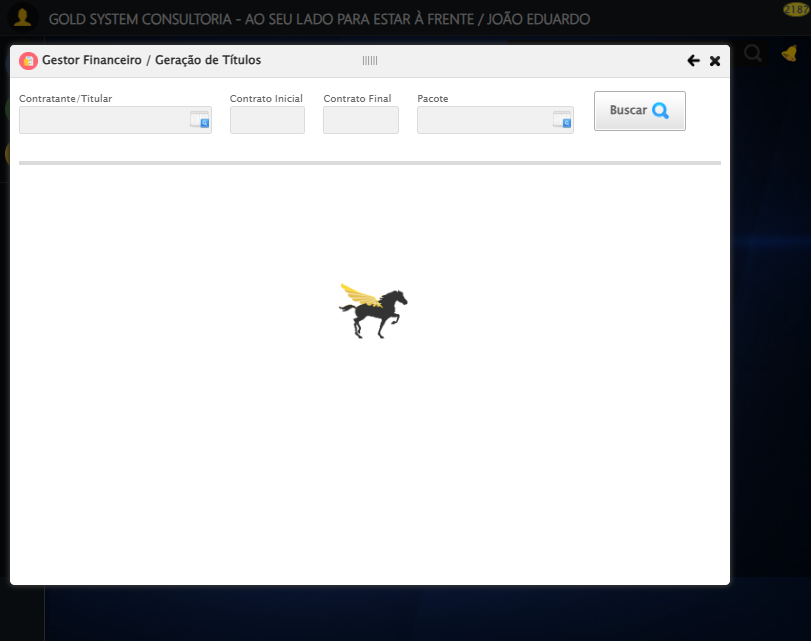 2187
GOLD SYSTEM CONSULTORIA - AO SEU LADO PARA ESTAR À FRENTE / JOÃO EDUARDO
Gestor Financeiro / Geração de Títulos
Contratante/Titular
Contrato Inicial
Contrato Final
Pacote
Buscar